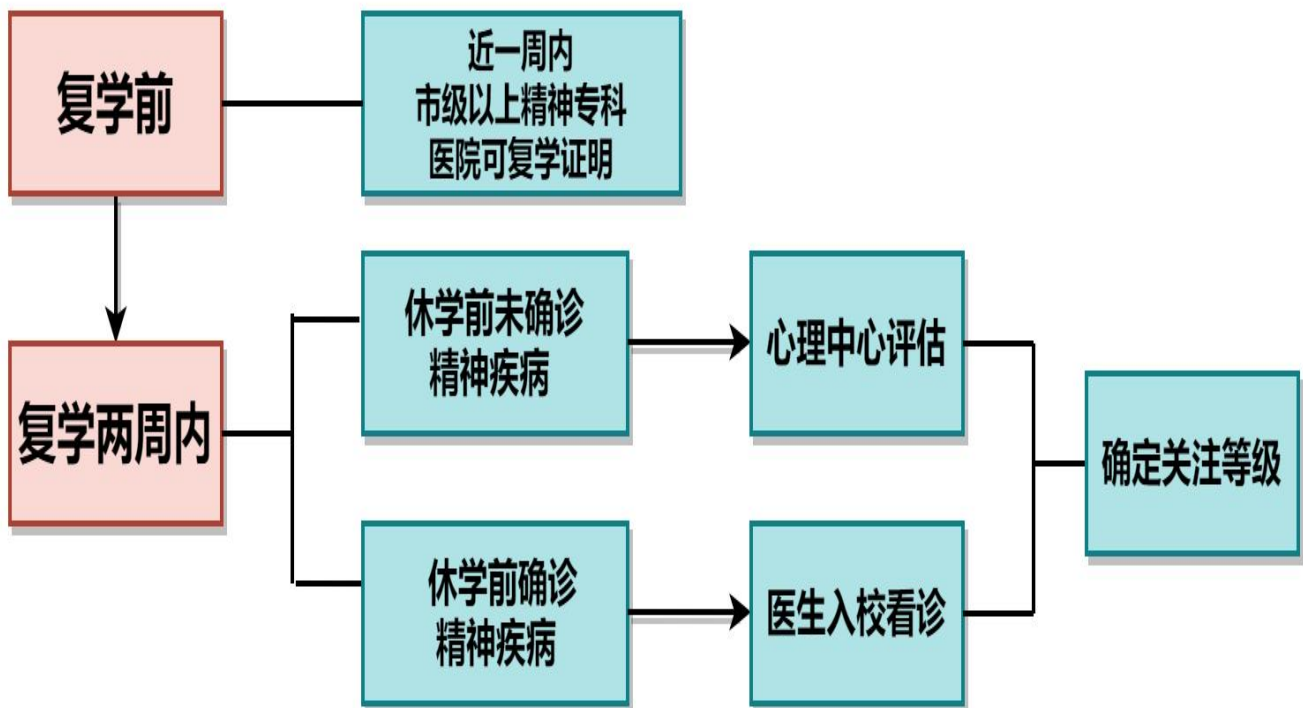 复学前
近一周内
市级以上精神专科
医院可复学证明
复学两周内
休学前未确诊
精神疾病
心理中心评估
休学前确诊
精神疾病
医生入校看诊
确定关注等级